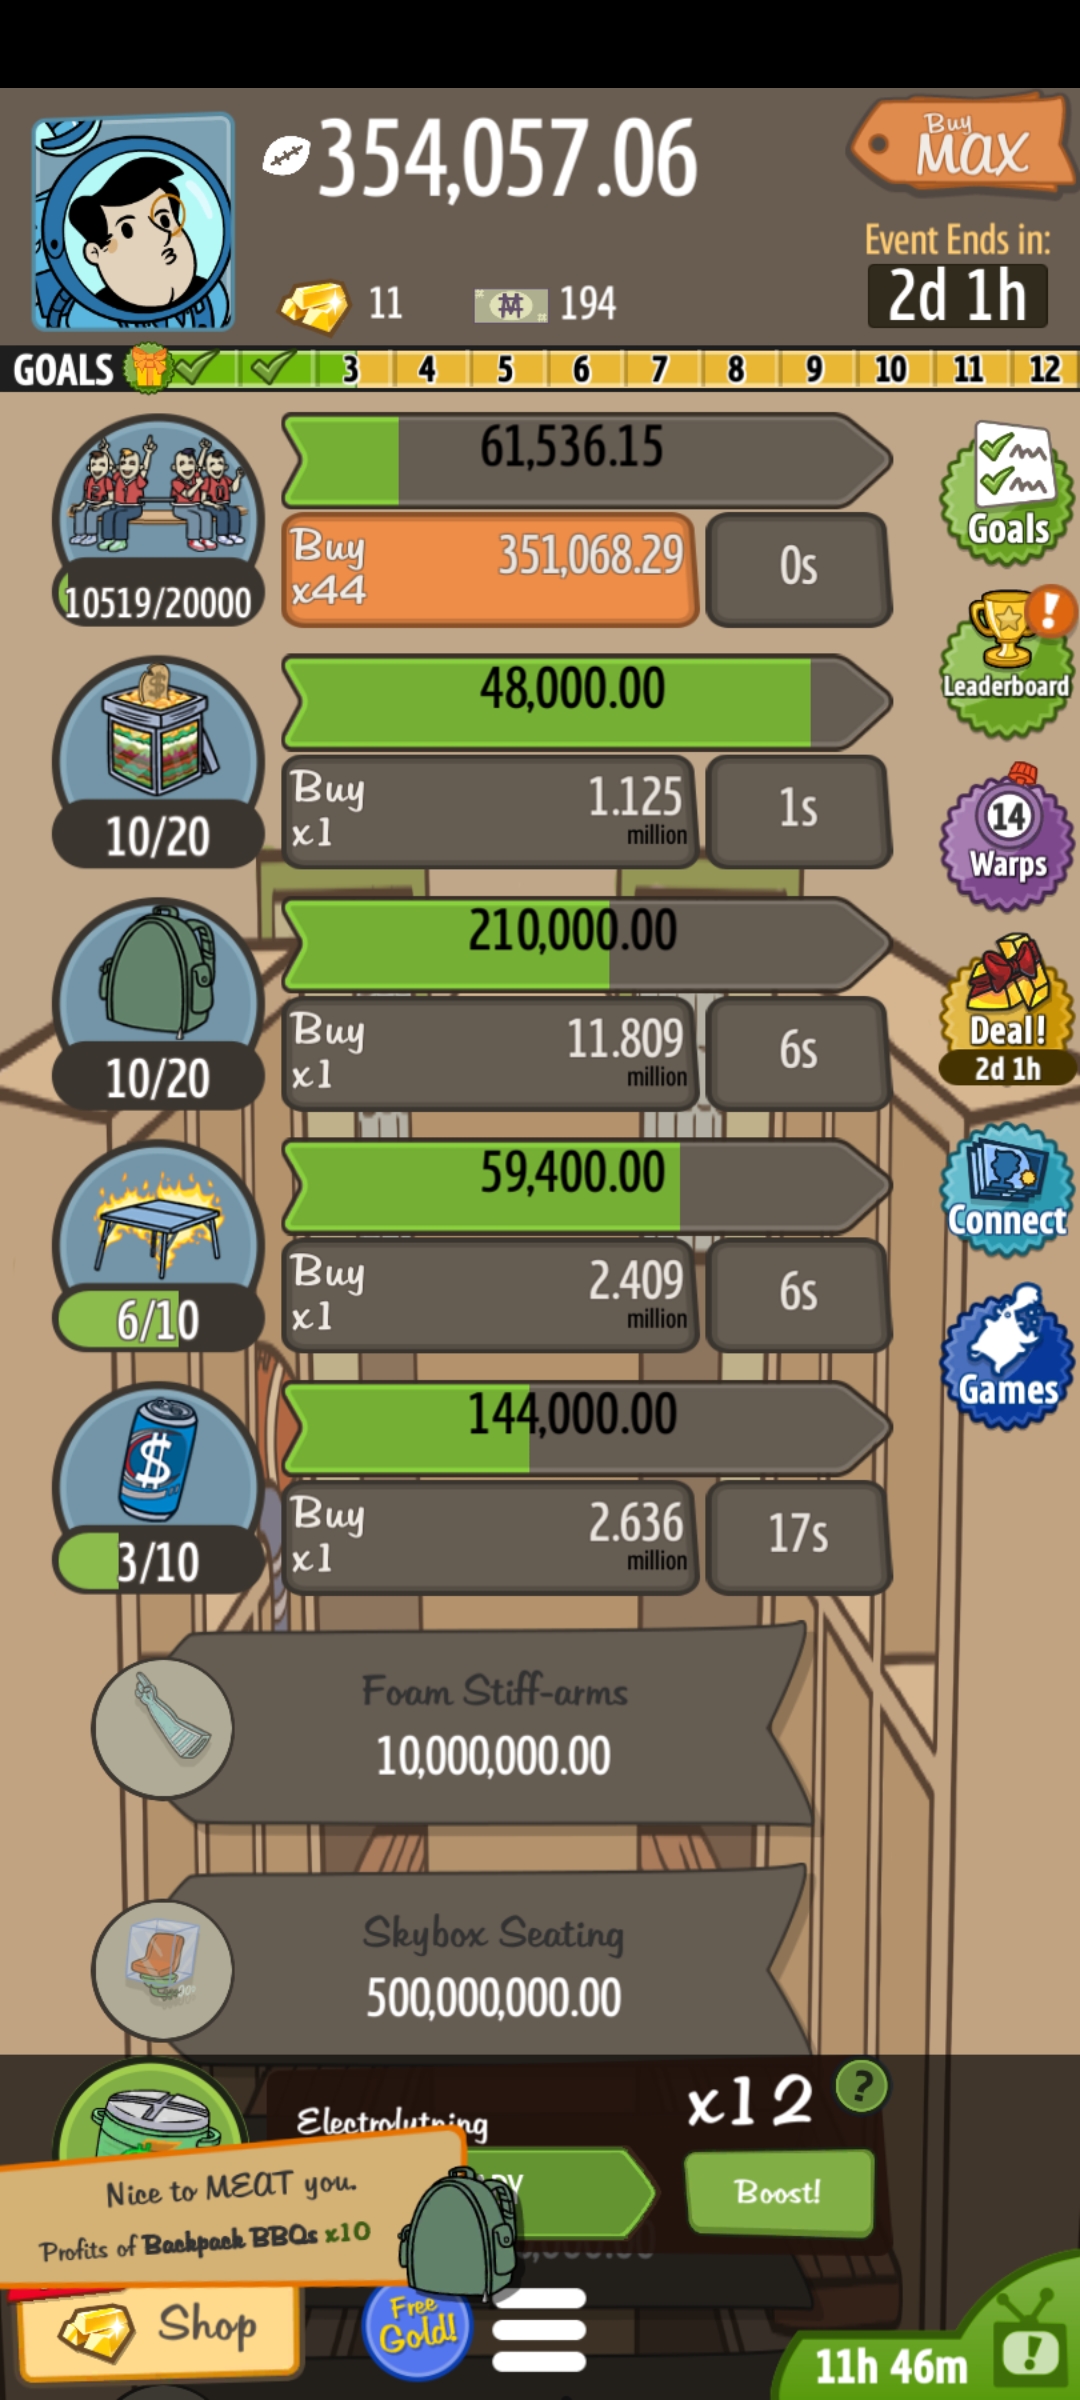 354,057.06
Buy
MAX
Event Ends in:
2d 1h
11
194
GOALS 3 4 5 6 7 8 9 10 11 12
61,536.15
Buy
x44
351,068.29
0s
10519/20000
Goals
48,000.00
Buy
x1
1.125
million
1s
10/20
Leaderboard
14
Warps
210,000.00
Buy
x1
11.809
million
6s
10/20
Deal!
2d 1h
59,400.00
Buy
x1
2.409
million
6s
6/10
Connect
144,000.00
Buy
x1
2.636
million
17s
3/10
Games
Foam Stiff-arms
10,000,000.00
Skybox Seating
500,000,000.00
x12
?
Boost!
Nice to MEAT you.
Profits of Backpack BBQs x10
Shop
Free
Gold!
11h 46m